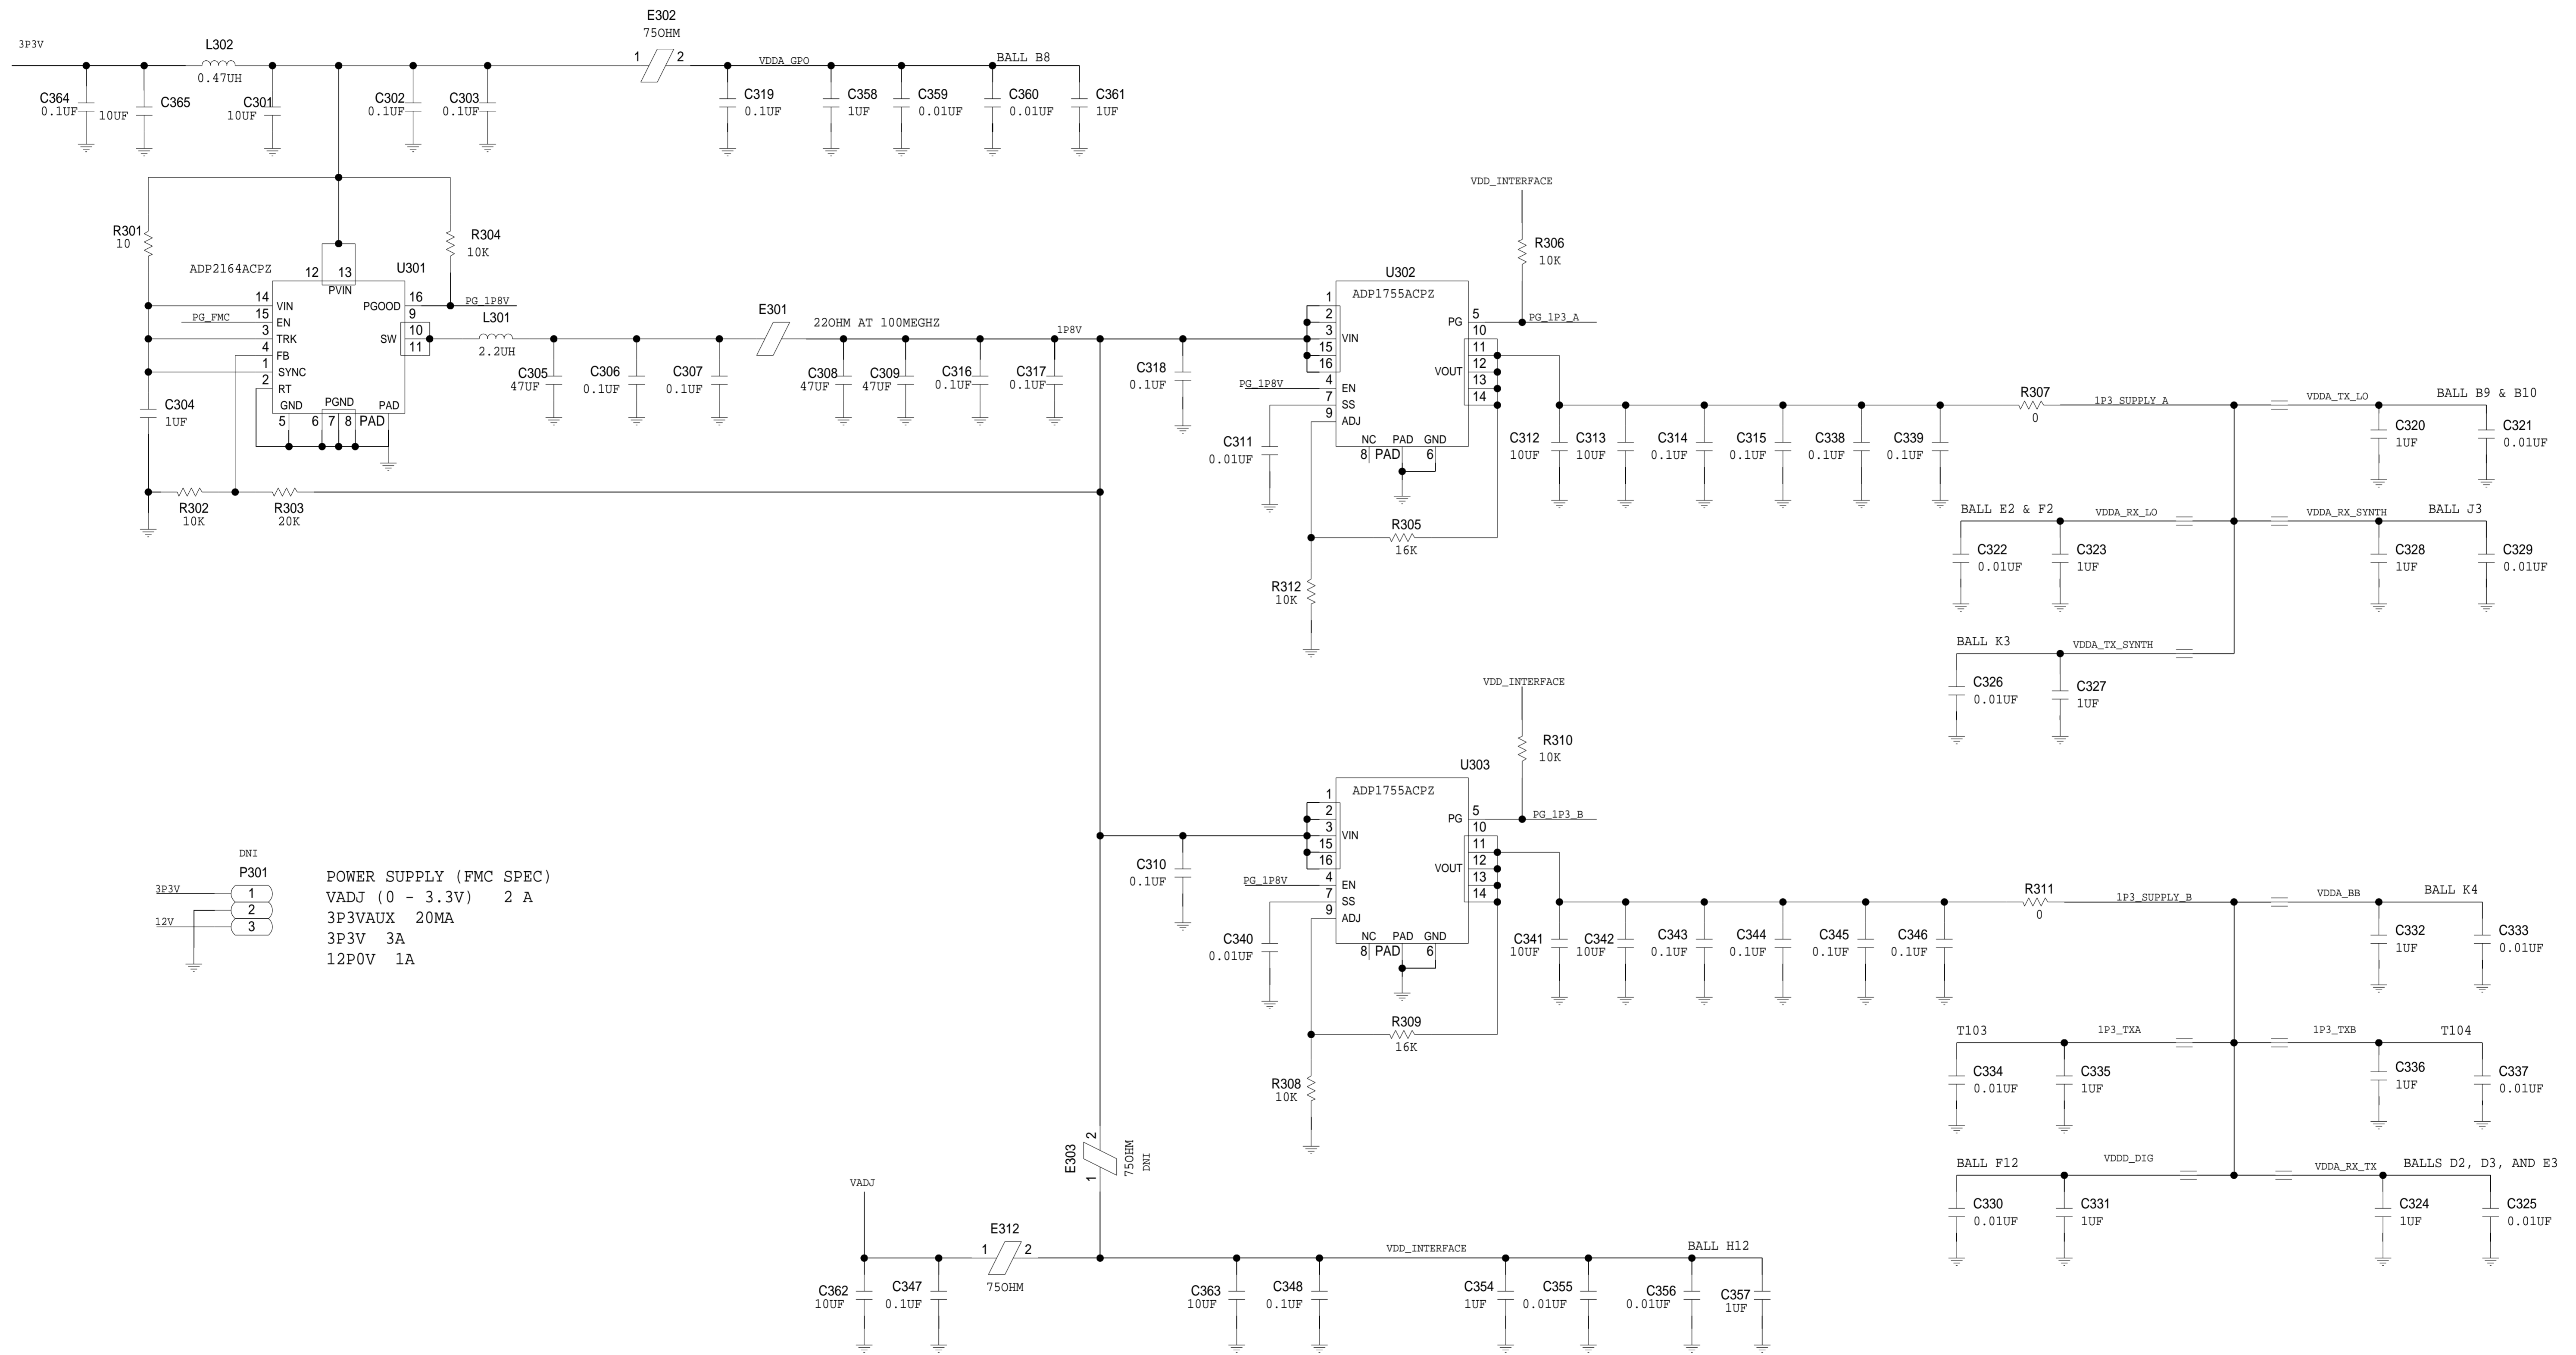 3P3V
L302
0.47UH
E302
75OHM
1 2
VDDA_GPO
BALL B8
C364
0.1UF
C365
10UF
C301
10UF
C302
0.1UF
C303
0.1UF
C319
0.1UF
C358
1UF
C359
0.01UF
C360
0.01UF
C361
1UF
R301
10
R304
10K
ADP2164ACPZ
U301
12 13
PVIN
14 VIN
15 EN
3 TRK
4 FB
1 SYNC
2 RT
PG_FMC
PGOOD 16
PG_1P8V
9
10
SW 11
GND PGND PAD
5 6 7 8 PAD
C304
1UF
R302
10K
R303
20K
L301
2.2UH
C305
47UF
C306
0.1UF
C307
0.1UF
E301
22OHM AT 100MEGHZ
1P8V
C308
47UF
C309
47UF
C316
0.1UF
C317
0.1UF
C318
0.1UF
VDD_INTERFACE
R306
10K
U302
ADP1755ACPZ
1
2
3 VIN
15
16
4 EN
7 SS
9 ADJ
PG_1P8V
PG 5
PG_1P3_A
10
11
12
VOUT
13
14
NC PAD GND
8 PAD 6
C311
0.01UF
R305
16K
R312
10K
C312
10UF
C313
10UF
C314
0.1UF
C315
0.1UF
C338
0.1UF
C339
0.1UF
R307
0
1P3_SUPPLY_A
VDDA_TX_LO
BALL B9 & B10
C320
1UF
C321
0.01UF
BALL E2 & F2
VDDA_RX_LO
VDDA_RX_SYNTH
BALL J3
C322
0.01UF
C323
1UF
C328
1UF
C329
0.01UF
BALL K3
VDDA_TX_SYNTH
C326
0.01UF
C327
1UF
VDD_INTERFACE
R310
10K
U303
ADP1755ACPZ
1
2
3 VIN
15
16
4 EN
7 SS
9 ADJ
PG_1P8V
PG 5
PG_1P3_B
10
11
12
VOUT
13
14
NC PAD GND
8 PAD 6
C310
0.1UF
C340
0.01UF
R309
16K
R308
10K
C341
10UF
C342
10UF
C343
0.1UF
C344
0.1UF
C345
0.1UF
C346
0.1UF
R311
0
1P3_SUPPLY_B
VDDA_BB
BALL K4
C332
1UF
C333
0.01UF
T103
1P3_TXA
1P3_TXB
T104
C334
0.01UF
C335
1UF
C336
1UF
C337
0.01UF
BALL F12
VDDD_DIG
VDDA_RX_TX
BALLS D2, D3, AND E3
C330
0.01UF
C331
1UF
C324
1UF
C325
0.01UF
DNI
P301
3P3V 1
2
12V 3
POWER SUPPLY (FMC SPEC)
VADJ (0 - 3.3V) 2 A
3P3VAUX 20MA
3P3V 3A
12P0V 1A
E303
1 2
75OHM
DNI
VADJ
E312
1 2
75OHM
VDD_INTERFACE
BALL H12
C362
10UF
C347
0.1UF
C363
10UF
C348
0.1UF
C354
1UF
C355
0.01UF
C356
0.01UF
C357
1UF